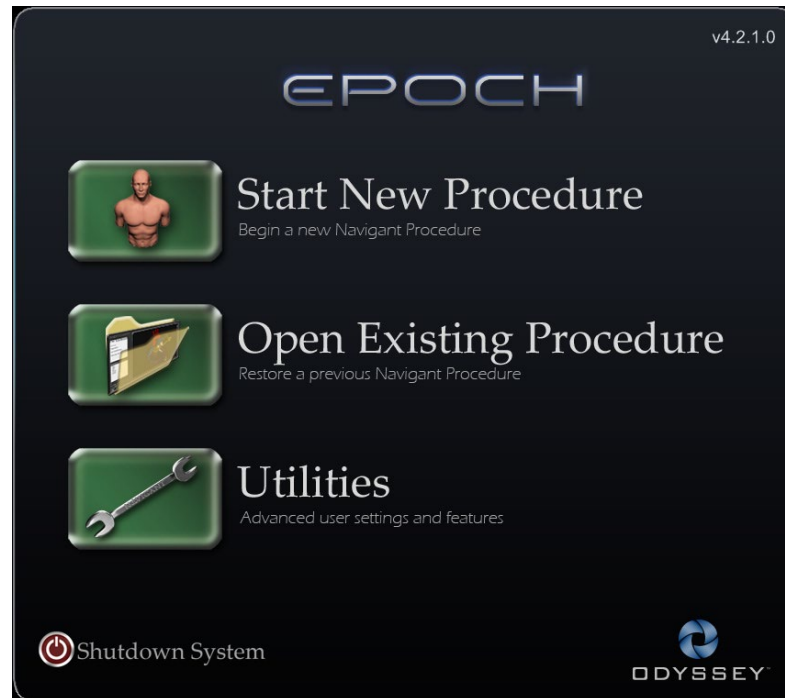 v4.2.1.0
EPOCH
Start New Procedure
Begin a new Navigant Procedure
Open Existing Procedure
Restore a previous Navigant Procedure
Utilities
Advanced user settings and features
Shutdown System
ODYSSEY